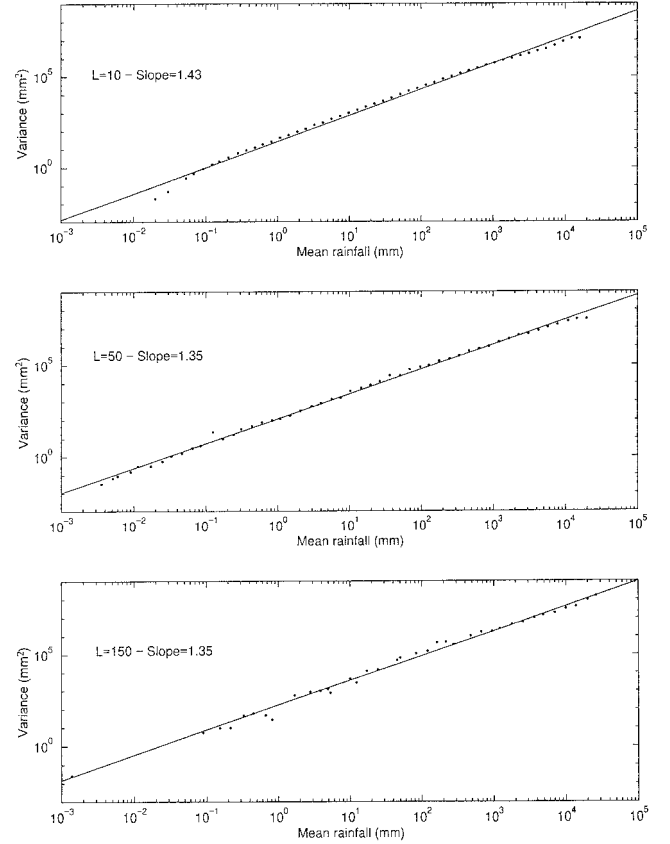 Variance (mm²)
10⁵
10⁰
L=10 – Slope=1.43
10⁻³ 10⁻² 10⁻¹ 10⁰ 10¹ 10² 10³ 10⁴ 10⁵
Mean rainfall (mm)
Variance (mm²)
10⁵
10⁰
L=50 – Slope=1.35
10⁻³ 10⁻² 10⁻¹ 10⁰ 10¹ 10² 10³ 10⁴ 10⁵
Mean rainfall (mm)
Variance (mm²)
10⁵
10⁰
L=150 – Slope=1.35
10⁻³ 10⁻² 10⁻¹ 10⁰ 10¹ 10² 10³ 10⁴ 10⁵
Mean rainfall (mm)